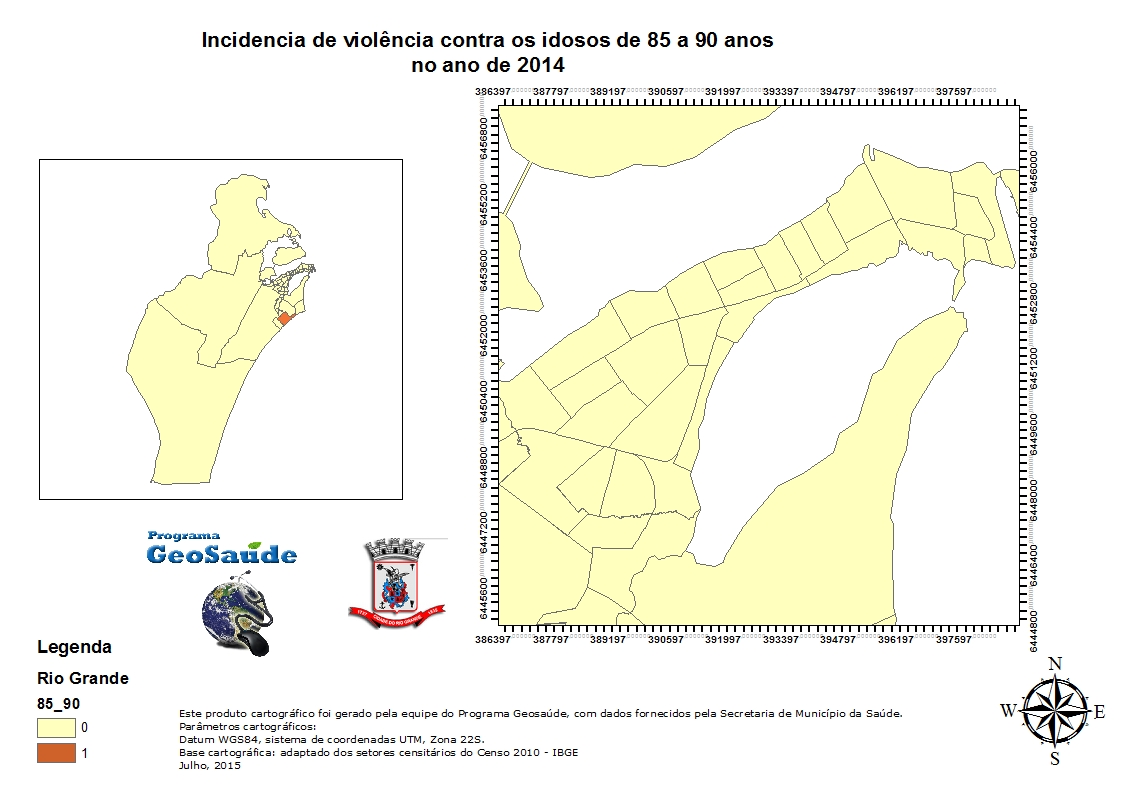 Incidencia de violência contra os idosos de 85 a 90 anos
no ano de 2014
386397 387797 389197 390597 391997 393397 394797 396197 397597
6456800
6455200
6453600
6452000
6450400
6448800
6447200
6445600
6456000
6454400
6452800
6451200
6449600
6448000
6446400
6444800
386397 387797 389197 390597 391997 393397 394797 396197 397597
Programa
GeoSaúde
CIDADE DO RIO GRANDE
Legenda
Rio Grande
85_90
0
1
Este produto cartográfico foi gerado pela equipe do Programa Geosaúde, com dados fornecidos pela Secretaria de Município da Saúde.
Parâmetros cartográficos:
Datum WGS84, sistema de coordenadas UTM, Zona 22S.
Base cartográfica: adaptado dos setores censitários do Censo 2010 - IBGE
Julho, 2015
N
W E
S